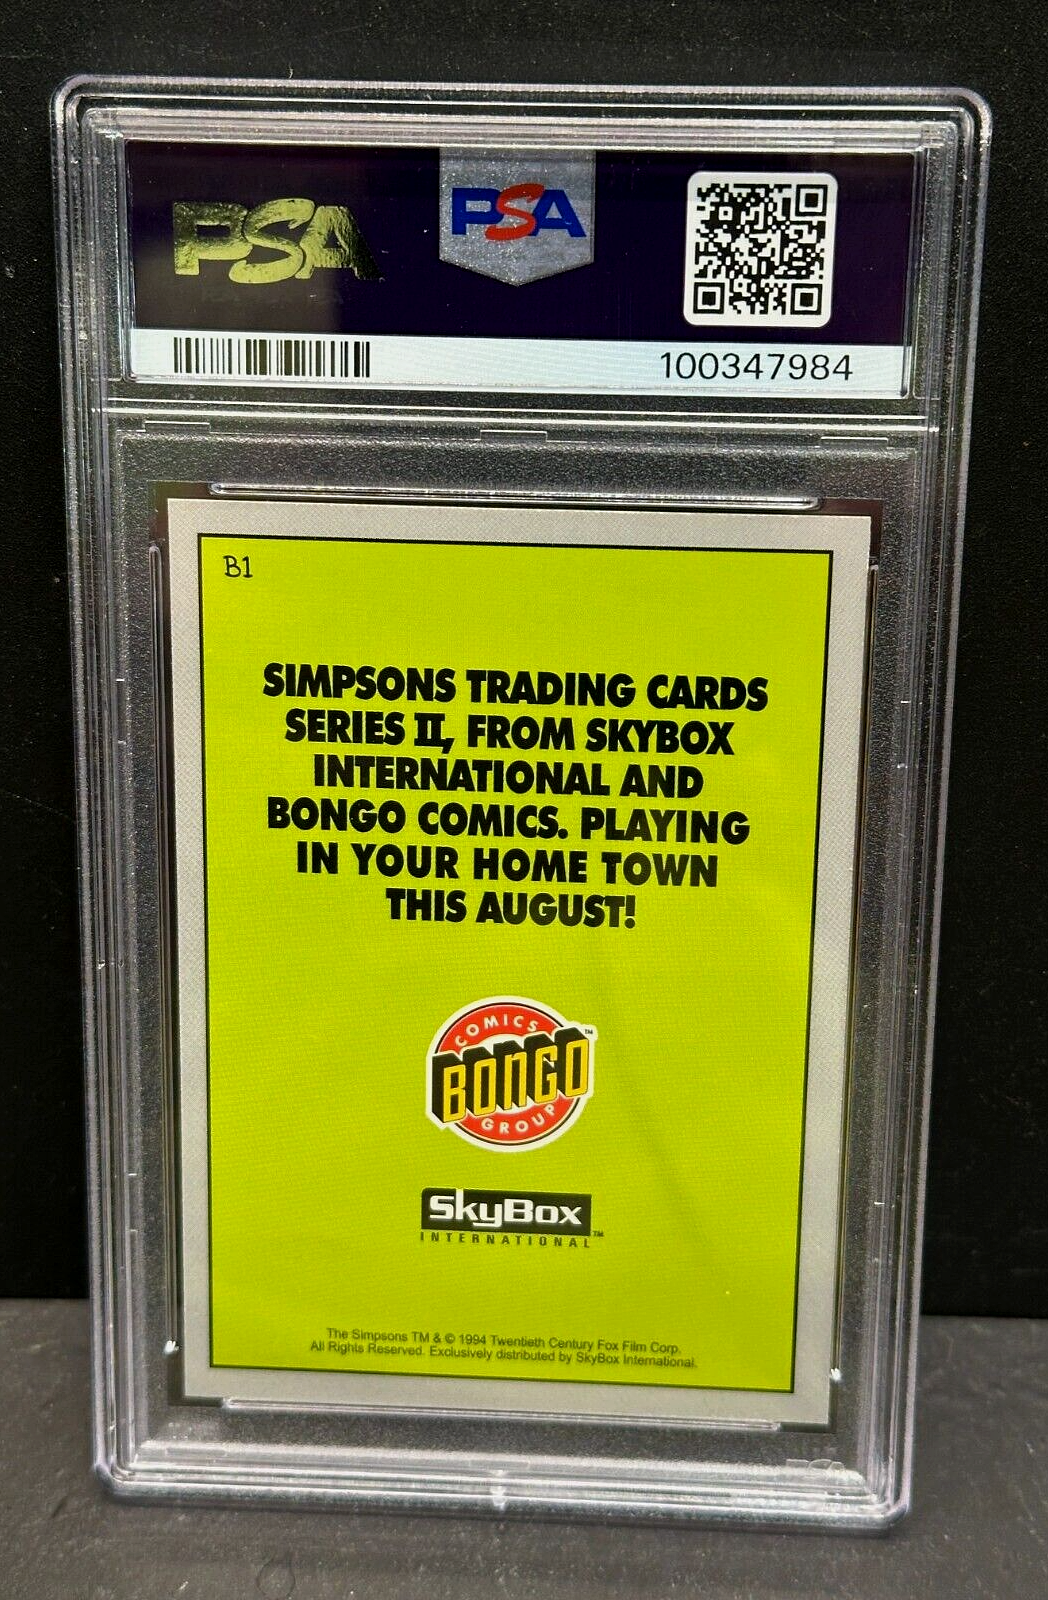 PSA
PSA
100347984
B1
SIMPSONS TRADING CARDS
SERIES II, FROM SKYBOX
INTERNATIONAL AND
BONGO COMICS. PLAYING
IN YOUR HOME TOWN
THIS AUGUST!
COMICS
BONGO™
GROUP
SkyBox
INTERNATIONAL™
The Simpsons TM & © 1994 Twentieth Century Fox Film Corp.
All Rights Reserved. Exclusively distributed by SkyBox International.